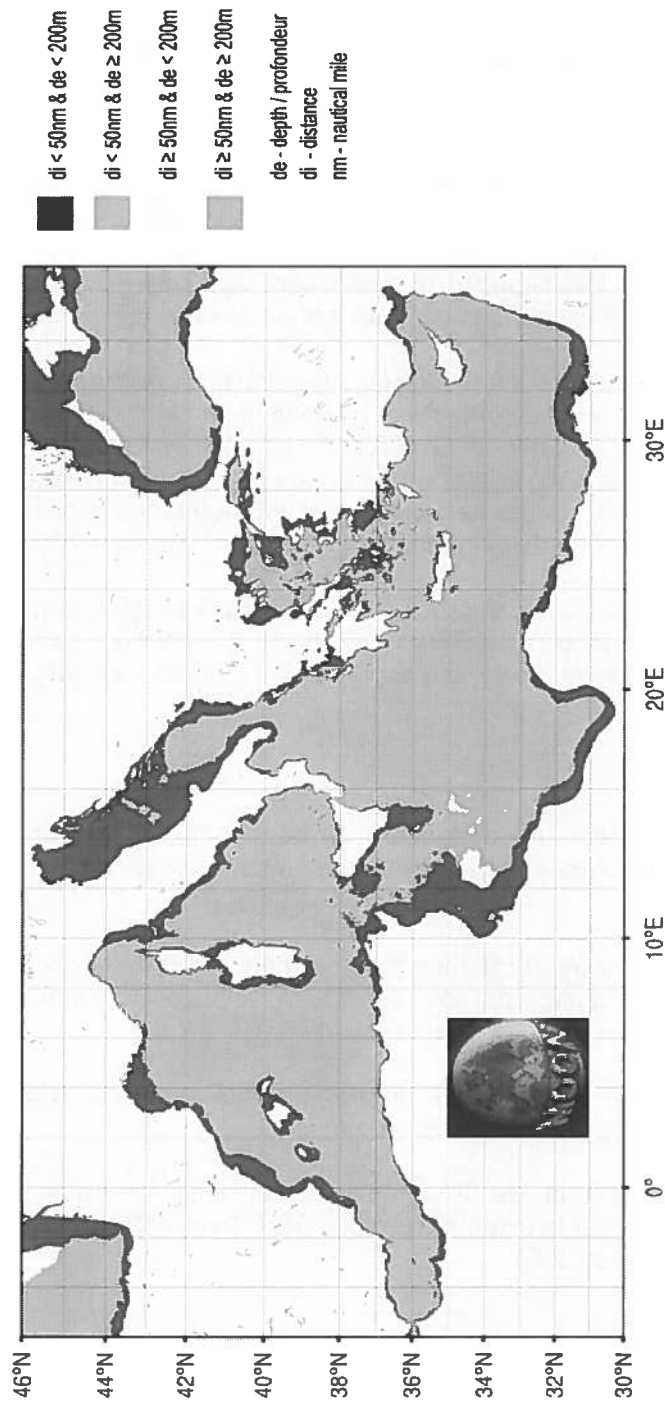 di < 50nm & de < 200m
di < 50nm & de ≥ 200m
di ≥ 50nm & de < 200m
di ≥ 50nm & de ≥ 200m
de - depth / profondeur
di - distance
nm - nautical mile
46°N
44°N
42°N
40°N
38°N
36°N
34°N
32°N
30°N
0°
10°E
20°E
30°E
MOON